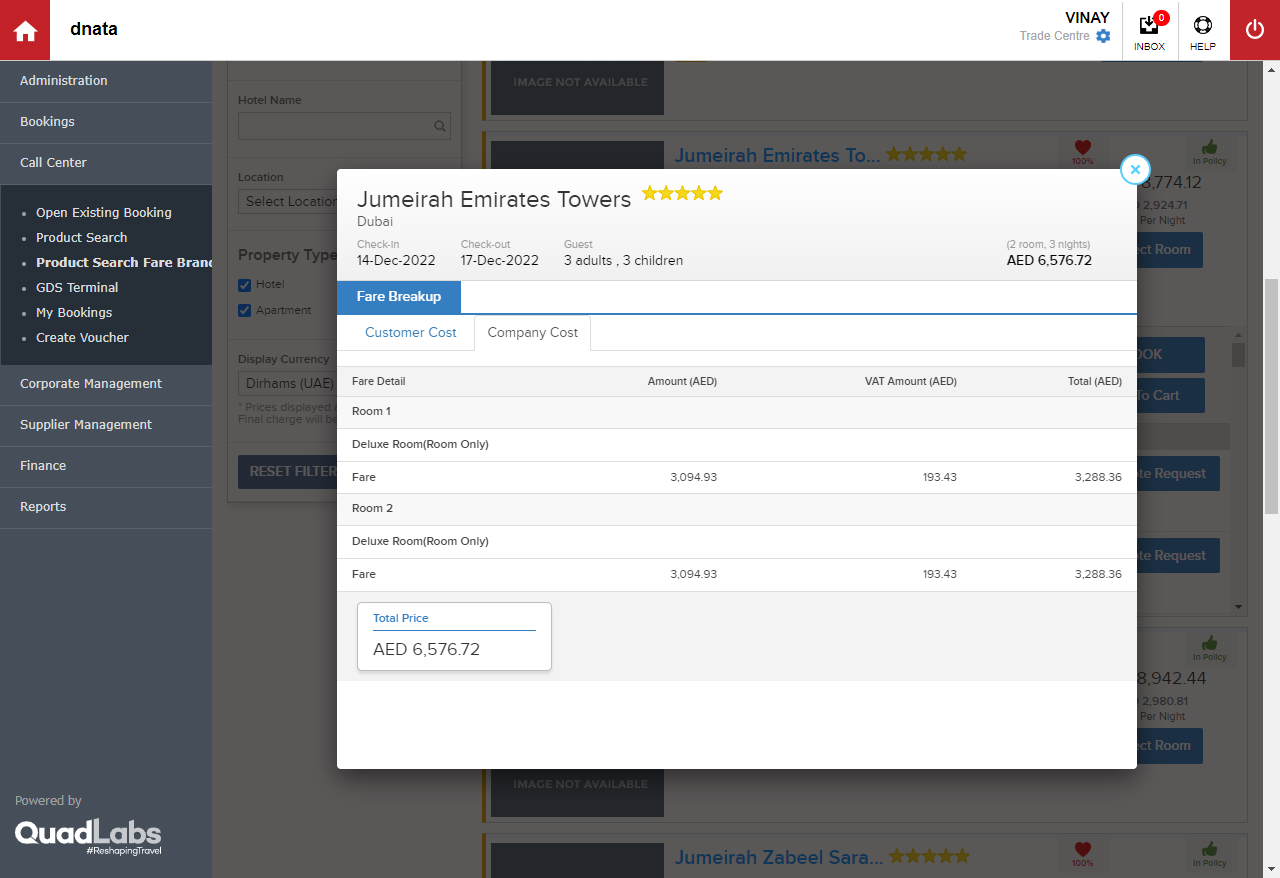 dnata
VINAY
Trade Centre
0
INBOX
HELP
Administration
Bookings
Call Center
Open Existing Booking
Product Search
Product Search Fare Brand
GDS Terminal
My Bookings
Create Voucher
Corporate Management
Supplier Management
Finance
Reports
Powered by
QuadLabs
#ReshapingTravel
Hotel Name
Location
Select Location
Property Type
Hotel
Apartment
Display Currency
Dirhams (UAE)
* Prices displayed
Final charge will be
RESET FILTER
IMAGE NOT AVAILABLE
Jumeirah Emirates To...
100%
In Policy
8,774.12
2,924.71
Per Night
ct Room
Jumeirah Emirates Towers
Dubai
Check-in
14-Dec-2022
Check-out
17-Dec-2022
Guest
3 adults , 3 children
(2 room, 3 nights)
AED 6,576.72
Fare Breakup
Customer Cost
Company Cost
Fare Detail Amount (AED) VAT Amount (AED) Total (AED)
Room 1
Deluxe Room(Room Only)
Fare 3,094.93 193.43 3,288.36
Room 2
Deluxe Room(Room Only)
Fare 3,094.93 193.43 3,288.36
Total Price
AED 6,576.72
OOK
To Cart
te Request
te Request
In Policy
8,942.44
2,980.81
Per Night
ct Room
IMAGE NOT AVAILABLE
Jumeirah Zabeel Sara...
100%
In Policy